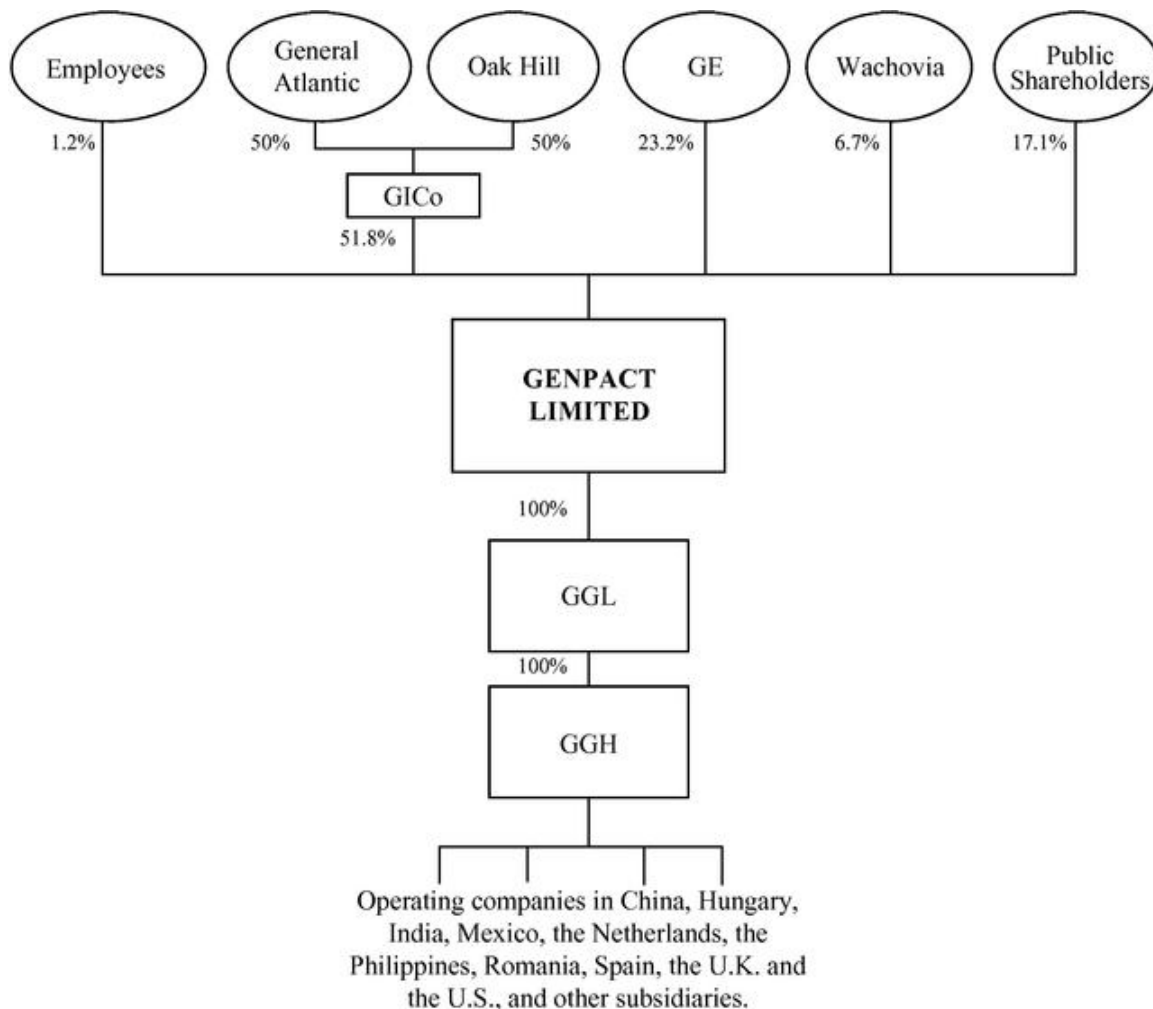 Employees
General
Atlantic
Oak Hill
GE
Wachovia
Public
Shareholders
1.2%
50%
50%
23.2%
6.7%
17.1%
GICo
51.8%
GENPACT
LIMITED
100%
GGL
100%
GGH
Operating companies in China, Hungary,
India, Mexico, the Netherlands, the
Philippines, Romania, Spain, the U.K. and
the U.S., and other subsidiaries.